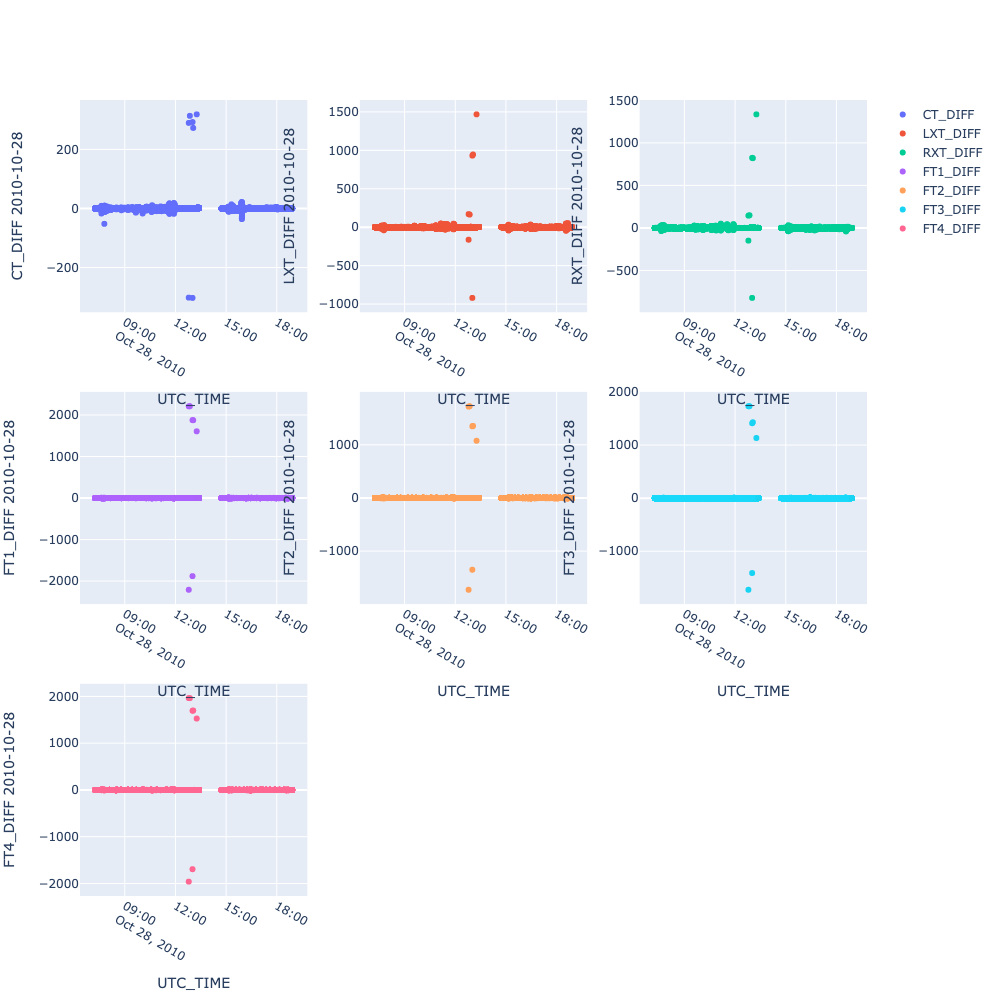 CT_DIFF 2010-10-28
200
0
−200
09:00
Oct 28, 2010
12:00
15:00
18:00
UTC_TIME
LXT_DIFF 2010-10-28
1500
1000
500
0
−500
−1000
09:00
Oct 28, 2010
12:00
15:00
18:00
UTC_TIME
RXT_DIFF 2010-10-28
1500
1000
500
0
−500
09:00
Oct 28, 2010
12:00
15:00
18:00
UTC_TIME
CT_DIFF
LXT_DIFF
RXT_DIFF
FT1_DIFF
FT2_DIFF
FT3_DIFF
FT4_DIFF
FT1_DIFF 2010-10-28
2000
1000
0
−1000
−2000
09:00
Oct 28, 2010
12:00
15:00
18:00
UTC_TIME
FT2_DIFF 2010-10-28
1000
0
−1000
09:00
Oct 28, 2010
12:00
15:00
18:00
UTC_TIME
FT3_DIFF 2010-10-28
2000
1000
0
−1000
09:00
Oct 28, 2010
12:00
15:00
18:00
UTC_TIME
FT4_DIFF 2010-10-28
2000
1000
0
−1000
−2000
09:00
Oct 28, 2010
12:00
15:00
18:00
UTC_TIME